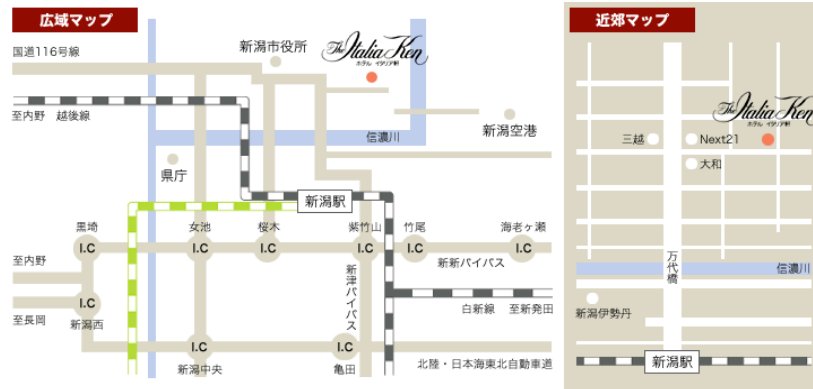 広域マップ
国道116号線
新潟市役所
The Italia Ken
ホテル イタリア軒
至内野 越後線
信濃川
新潟空港
県庁
新潟駅
黒埼
女池
桜木
紫竹山
竹尾
海老ヶ瀬
I.C
I.C
I.C
I.C
I.C
I.C
至内野
新新バイパス
新津バイパス
I.C
白新線 至新発田
至長岡
新潟西
I.C
I.C
新潟中央
亀田
北陸・日本海東北自動車道
近郊マップ
The Italia Ken
ホテル イタリア軒
三越
Next21
大和
万代橋
信濃川
新潟伊勢丹
新潟駅